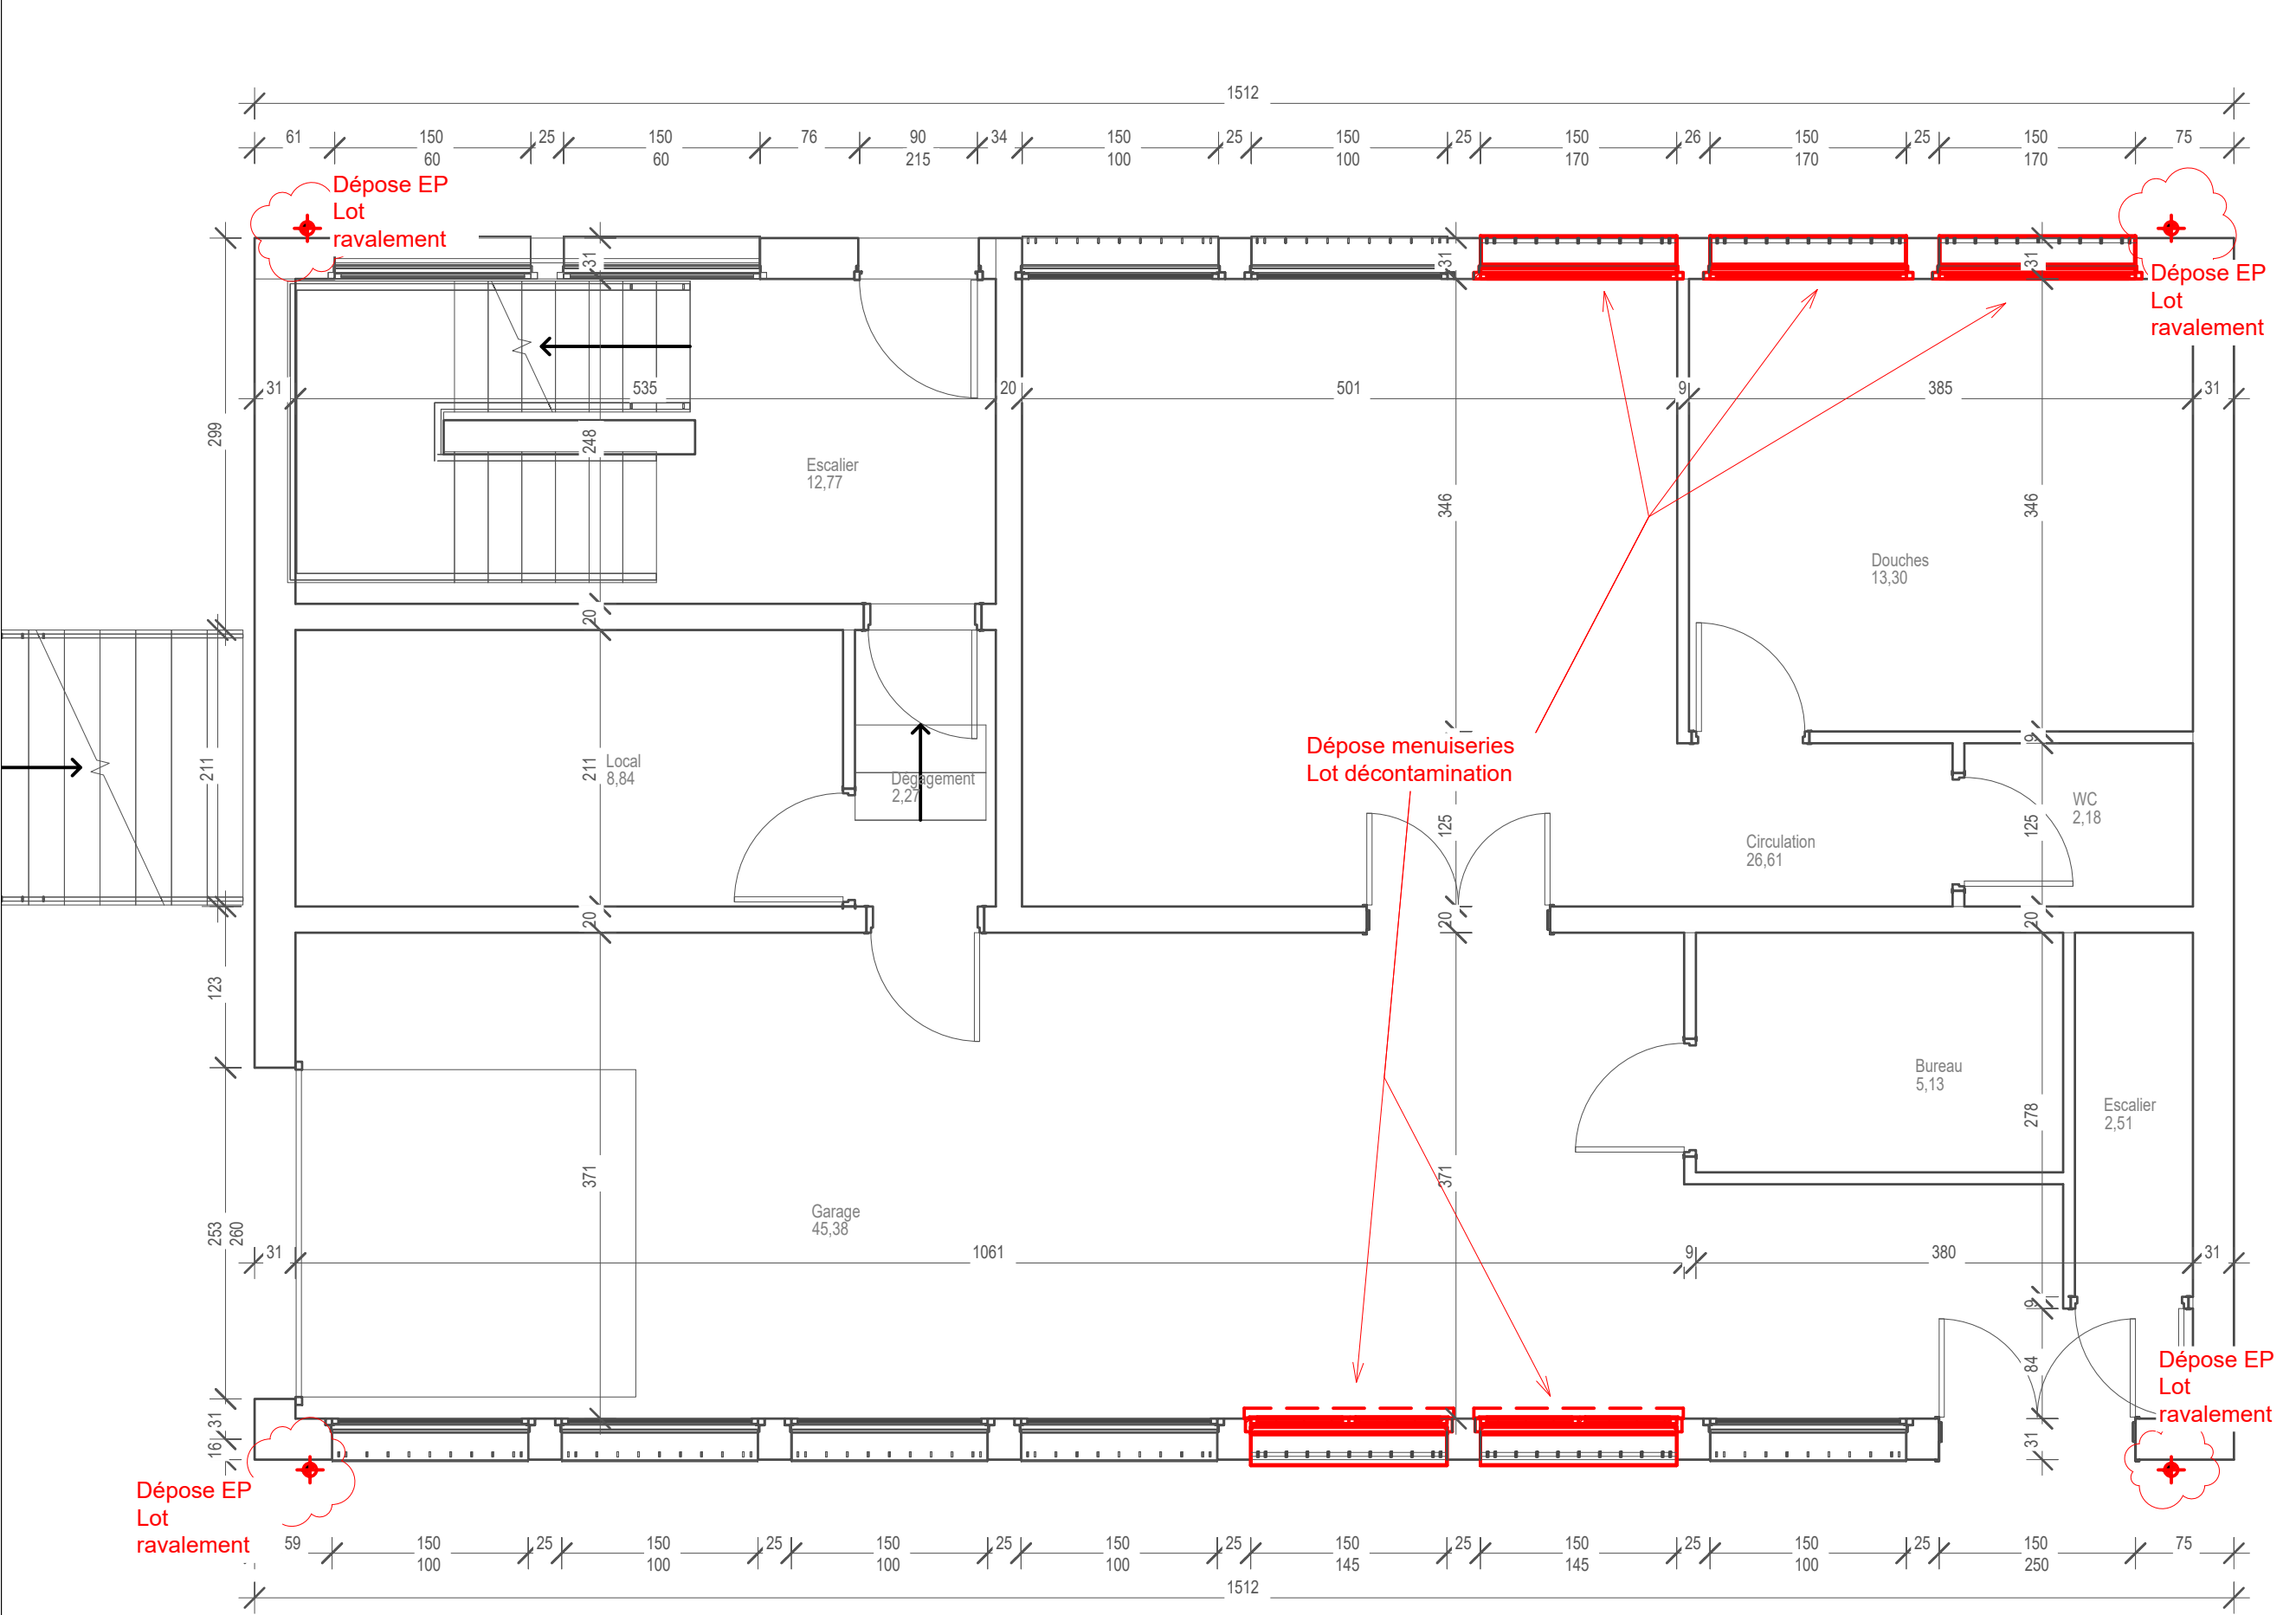 1512
61 150 25 150 76 90 34 150 25 150 25 150 26 150 25 150 75
60 60 215 100 100 170 170 170
Dépose EP
Lot
ravalement
Dépose EP
Lot
ravalement
31 31 31
31 535 20 501 9 385 31
299
248
Escalier
12,77
346
346
Douches
13,30
20
211
211
Local
8,84
Dégagement
2,27
Dépose menuiseries
Lot décontamination
9
WC
2,18
125
125
Circulation
26,61
20
20
20
123
Bureau
5,13
Escalier
2,51
278
371
371
Garage
45,38
253
260
31 1061 9 380 31
9
84
Dépose EP
Lot
ravalement
31
16
31
Dépose EP
Lot
ravalement
59 150 25 150 25 150 25 150 25 150 25 150 25 150 25 150 75
100 100 100 100 145 145 100 250
1512